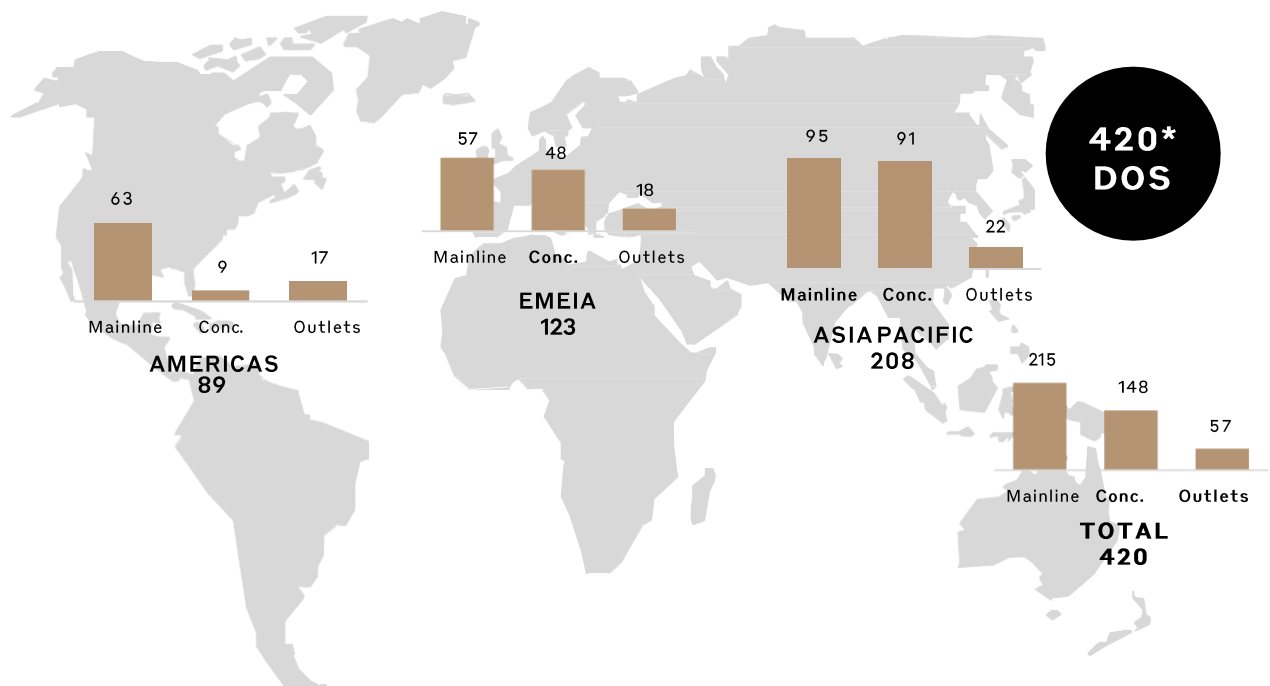 63
9
17
Mainline
Conc.
Outlets
AMERICAS
89
57
48
18
Mainline
Conc.
Outlets
EMEIA
123
95
91
22
Mainline
Conc.
Outlets
ASIA PACIFIC
208
420*
DOS
215
148
57
Mainline
Conc.
Outlets
TOTAL
420